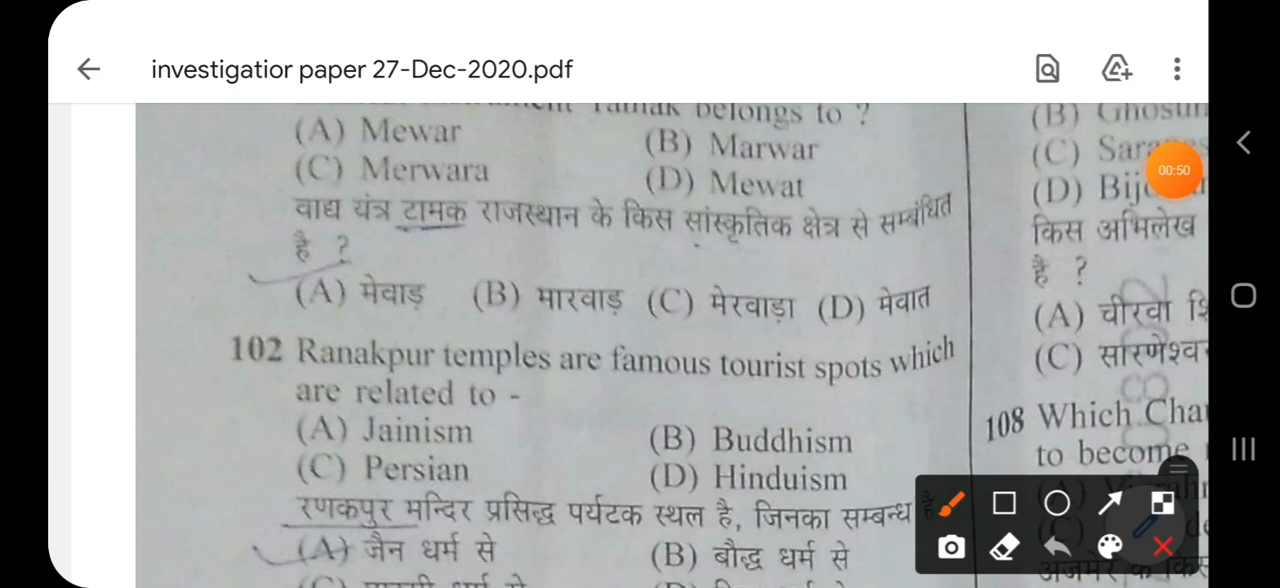 investigatior paper 27-Dec-2020.pdf
Tamak belongs to ?
(A) Mewar (B) Marwar
(C) Merwara (D) Mewat
वाद्य यंत्र टामक राजस्थान के किस सांस्कृतिक क्षेत्र से सम्बंधित
है ?
(A) मेवाड़ (B) मारवाड़ (C) मेरवाड़ा (D) मेवात
102 Ranakpur temples are famous tourist spots which
are related to -
(A) Jainism (B) Buddhism
(C) Persian (D) Hinduism
रणकपुर मन्दिर प्रसिद्ध पर्यटक स्थल है, जिनका सम्बन्ध है
(A) जैन धर्म से (B) बौद्ध धर्म से
(B)
(C)
(D)
किस अभिलेख
है ?
(A) चीरवा
(C)
108 Which
to become
00:50